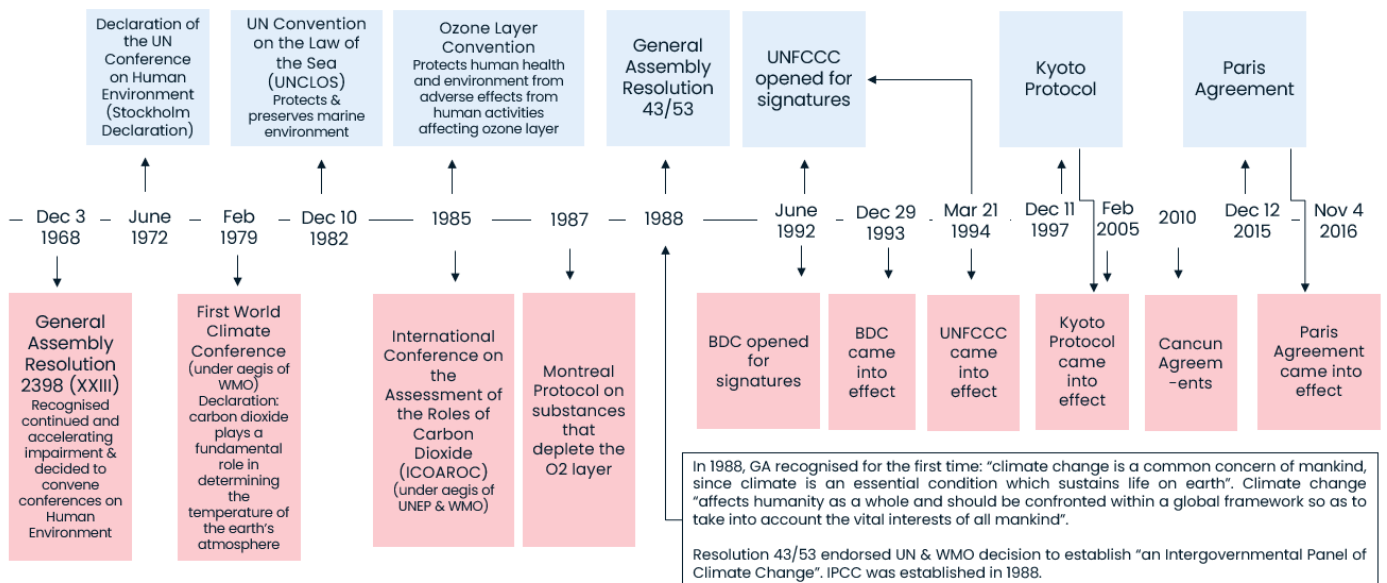 Declaration of
the UN
Conference
on Human
Environment
(Stockholm
Declaration)
UN Convention
on the Law of
the Sea
(UNCLOS)
Protects &
preserves marine
environment
Ozone Layer
Convention
Protects human health
and environment from
adverse effects from
human activities
affecting ozone layer
General
Assembly
Resolution
43/53
UNFCCC
opened for
signatures
Kyoto
Protocol
Paris
Agreement
Dec 3
1968
June
1972
Feb
1979
Dec 10
1982
1985
1987
1988
June
1992
Dec 29
1993
Mar 21
1994
Dec 11
1997
Feb
2005
2010
Dec 12
2015
Nov 4
2016
General
Assembly
Resolution
2398 (XXIII)
Recognised
continued and
accelerating
impairment &
decided to
convene
conferences on
Human
Environment
First World
Climate
Conference
(under aegis of
WMO)
Declaration:
carbon dioxide
plays a
fundamental
role in
determining
the
temperature of
the earth's
atmosphere
International
Conference on
the
Assessment of
the Roles of
Carbon
Dioxide
(ICOAROC)
(under aegis of
UNEP & WMO)
Montreal
Protocol on
substances
that
deplete the
O2 layer
BDC opened
for
signatures
BDC
came
into
effect
UNFCCC
came
into
effect
Kyoto
Protocol
came
into
effect
Cancun
Agreem
-ents
Paris
Agreement
came into
effect
In 1988, GA recognised for the first time: "climate change is a common concern of mankind,
since climate is an essential condition which sustains life on earth". Climate change
"affects humanity as a whole and should be confronted within a global framework so as to
take into account the vital interests of all mankind".
Resolution 43/53 endorsed UN & WMO decision to establish "an Intergovernmental Panel of
Climate Change". IPCC was established in 1988.